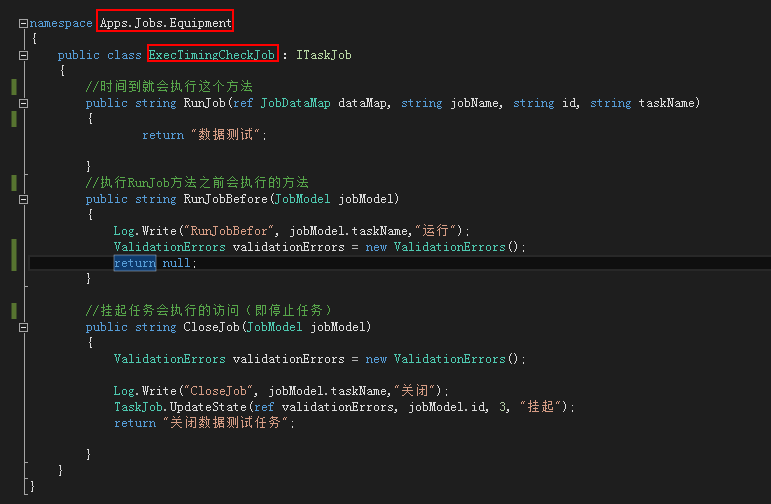 namespace Apps.Jobs.Equipment
{
public class ExecTimingCheckJob : ITaskJob
{
//时间到就会执行这个方法
public string RunJob(ref JobDataMap dataMap, string jobName, string id, string taskName)
{
return "数据测试";
}
//执行RunJob方法之前会执行的方法
public string RunJobBefore(JobModel jobModel)
{
Log.Write("RunJobBefor", jobModel.taskName,"运行");
ValidationErrors validationErrors = new ValidationErrors();
return null;
}
//挂起任务会执行的访问（即停止任务）
public string CloseJob(JobModel jobModel)
{
ValidationErrors validationErrors = new ValidationErrors();
Log.Write("CloseJob", jobModel.taskName,"关闭");
TaskJob.UpdateState(ref validationErrors, jobModel.id, 3, "挂起");
return "关闭数据测试任务";
}
}
}